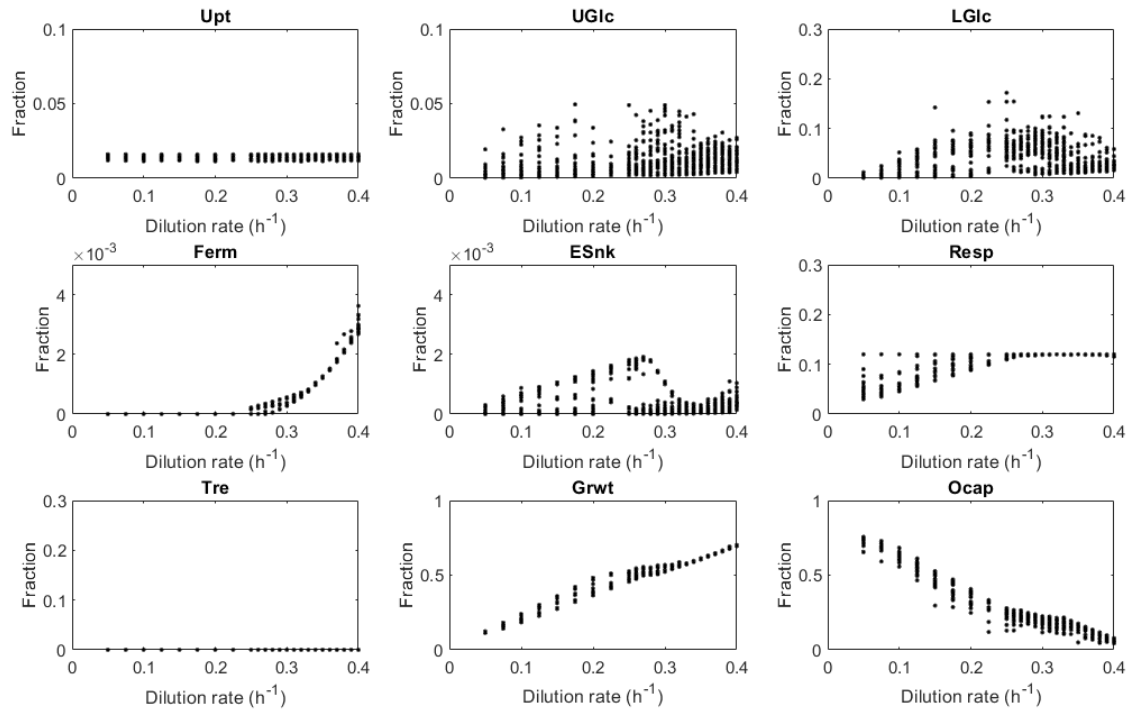 Upt
0.1
0.05
0
Fraction
0 0.1 0.2 0.3 0.4
Dilution rate (h⁻¹)
UGlc
0.1
0.05
0
Fraction
0 0.1 0.2 0.3 0.4
Dilution rate (h⁻¹)
LGlc
0.3
0.2
0.1
0
Fraction
0 0.1 0.2 0.3 0.4
Dilution rate (h⁻¹)
Ferm
×10⁻³
4
2
0
Fraction
0 0.1 0.2 0.3 0.4
Dilution rate (h⁻¹)
ESnk
×10⁻³
4
2
0
Fraction
0 0.1 0.2 0.3 0.4
Dilution rate (h⁻¹)
Resp
0.3
0.2
0.1
0
Fraction
0 0.1 0.2 0.3 0.4
Dilution rate (h⁻¹)
Tre
0.3
0.2
0.1
0
Fraction
0 0.1 0.2 0.3 0.4
Dilution rate (h⁻¹)
Grwt
1
0.5
0
Fraction
0 0.1 0.2 0.3 0.4
Dilution rate (h⁻¹)
Ocap
1
0.5
0
Fraction
0 0.1 0.2 0.3 0.4
Dilution rate (h⁻¹)